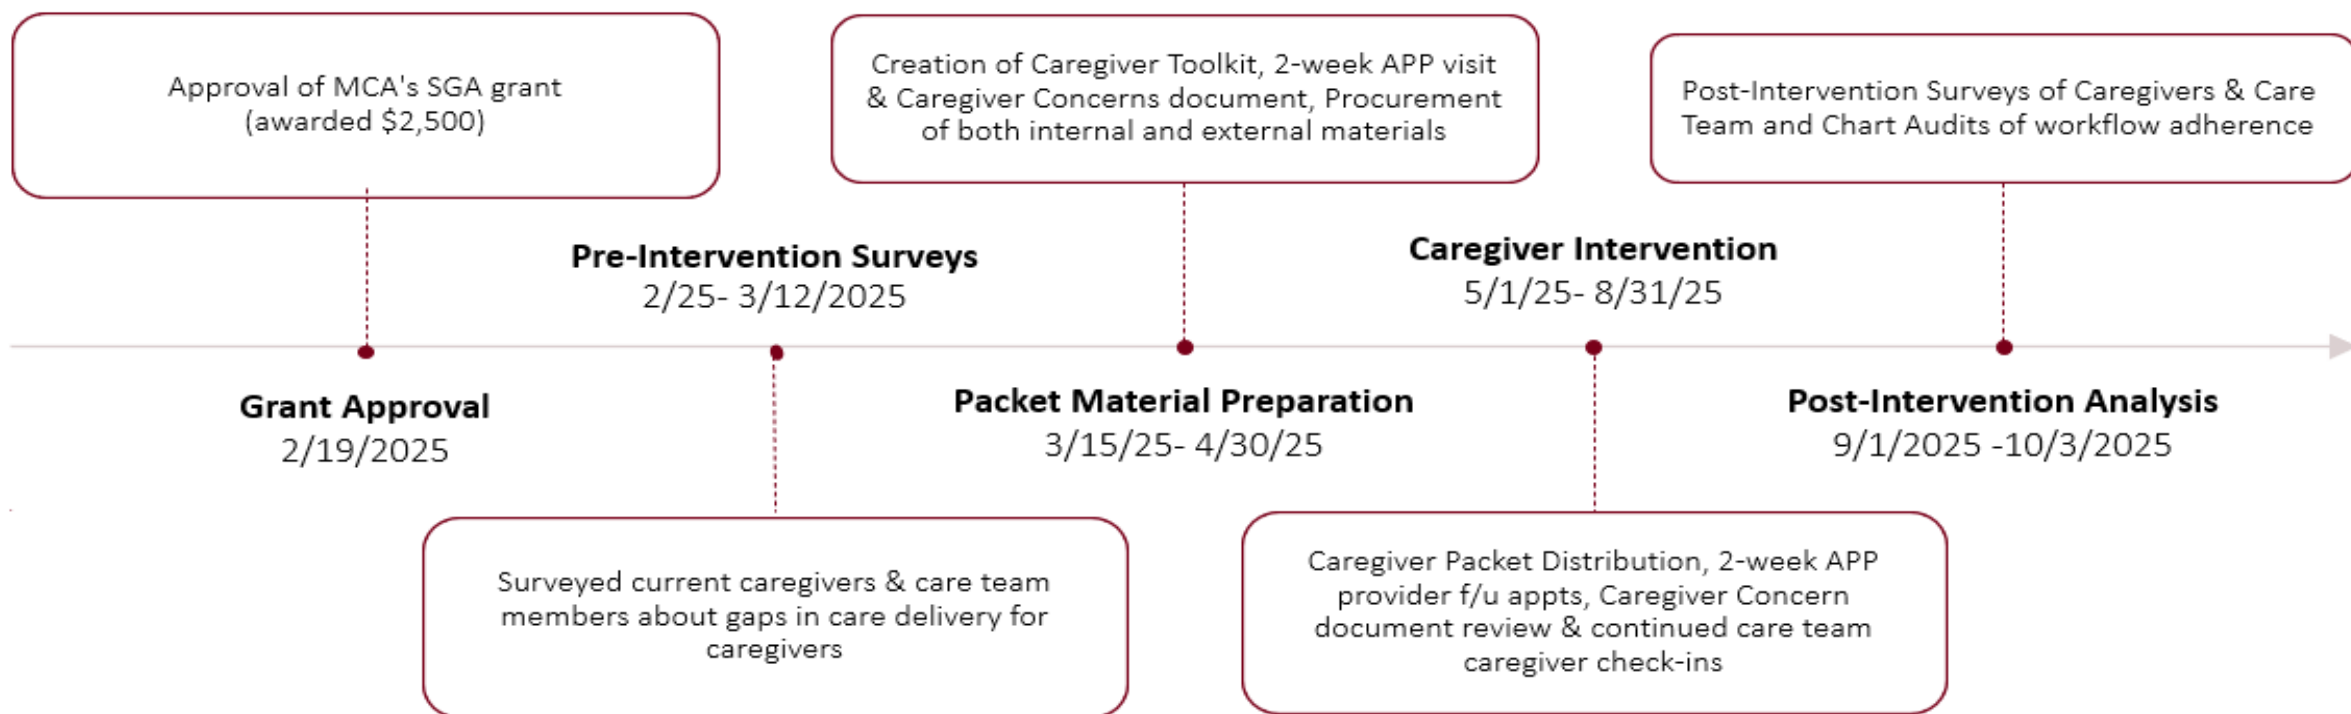 Approval of MCA's SGA grant
(awarded $2,500)
Creation of Caregiver Toolkit, 2-week APP visit
& Caregiver Concerns document, Procurement
of both internal and external materials
Post-Intervention Surveys of Caregivers & Care
Team and Chart Audits of workflow adherence
Pre-Intervention Surveys
2/25- 3/12/2025
Caregiver Intervention
5/1/25- 8/31/25
Grant Approval
2/19/2025
Packet Material Preparation
3/15/25- 4/30/25
Post-Intervention Analysis
9/1/2025 -10/3/2025
Surveyed current caregivers & care team
members about gaps in care delivery for
caregivers
Caregiver Packet Distribution, 2-week APP
provider f/u appts, Caregiver Concern
document review & continued care team
caregiver check-ins